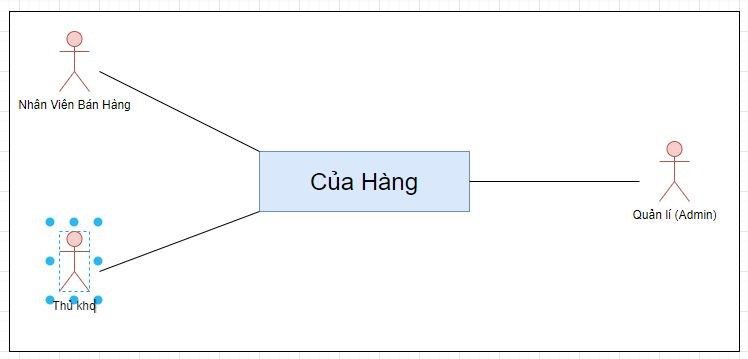 Nhân Viên Bán Hàng
Của Hàng
Quản lí (Admin)
Thủ kho